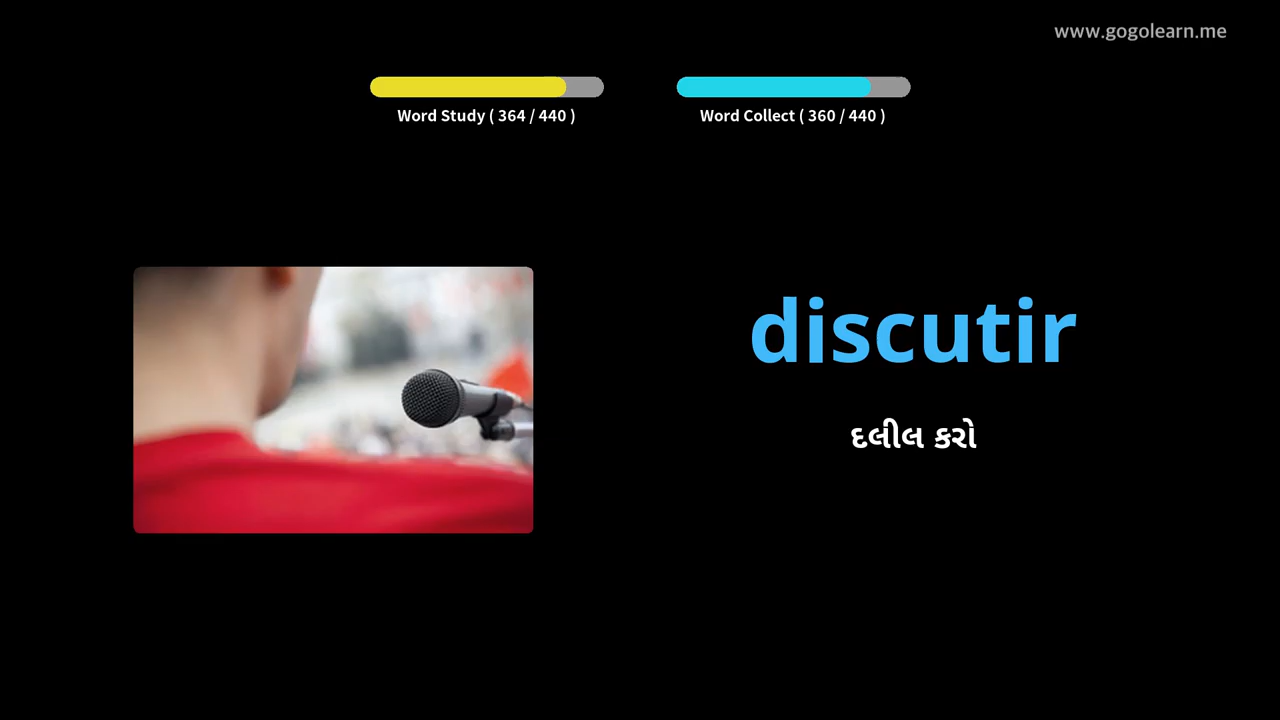 www.gogolearn.me
Word Study ( 364 / 440 )
Word Collect ( 360 / 440 )
discutir
દલીલ કરો